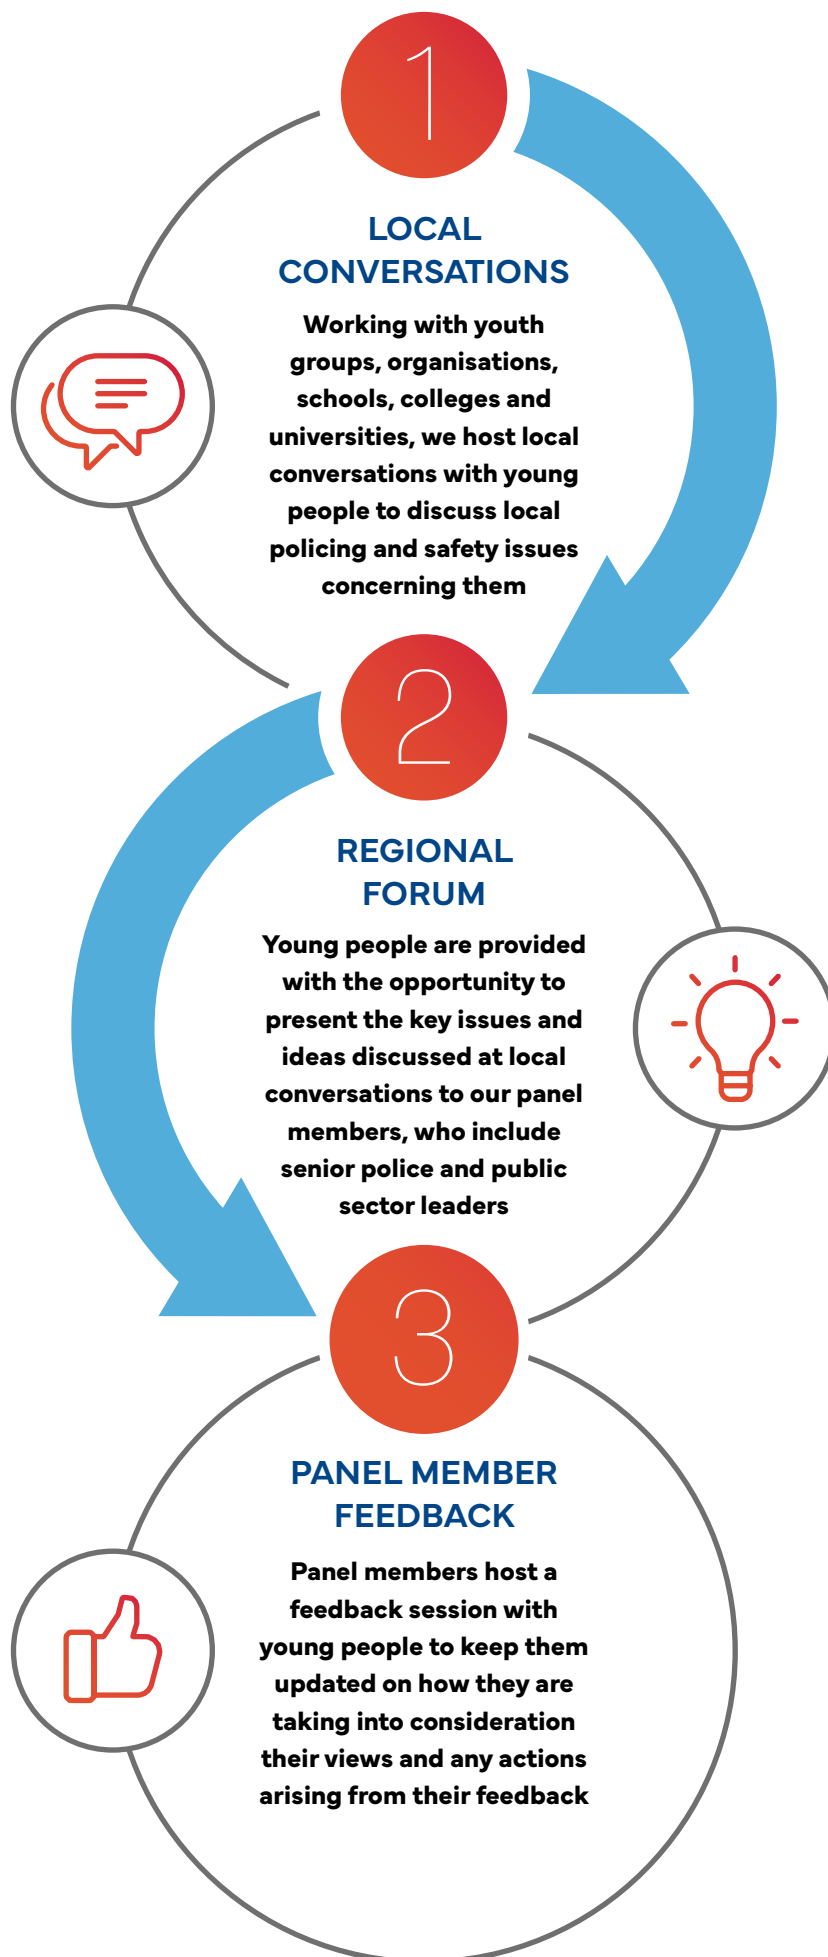 1
LOCAL
CONVERSATIONS
Working with youth
groups, organisations,
schools, colleges and
universities, we host local
conversations with young
people to discuss local
policing and safety issues
concerning them
2
REGIONAL
FORUM
Young people are provided
with the opportunity to
present the key issues and
ideas discussed at local
conversations to our panel
members, who include
senior police and public
sector leaders
3
PANEL MEMBER
FEEDBACK
Panel members host a
feedback session with
young people to keep them
updated on how they are
taking into consideration
their views and any actions
arising from their feedback